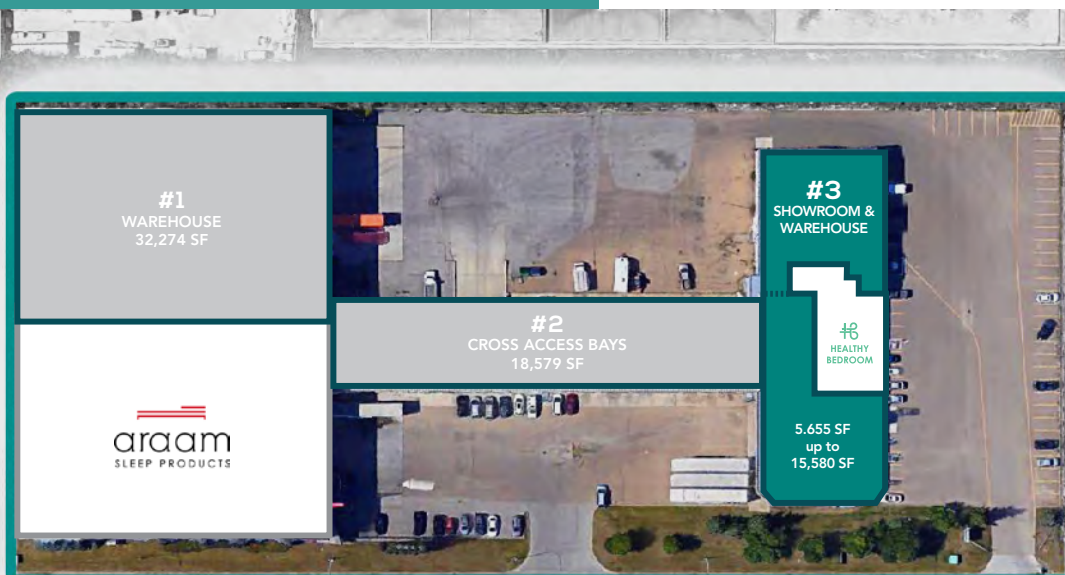 #1
WAREHOUSE
32,274 SF
#2
CROSS ACCESS BAYS
18,579 SF
#3
SHOWROOM &
WAREHOUSE
HEALTHY
BEDROOM
5.655 SF
up to
15,580 SF
araam
SLEEP PRODUCTS